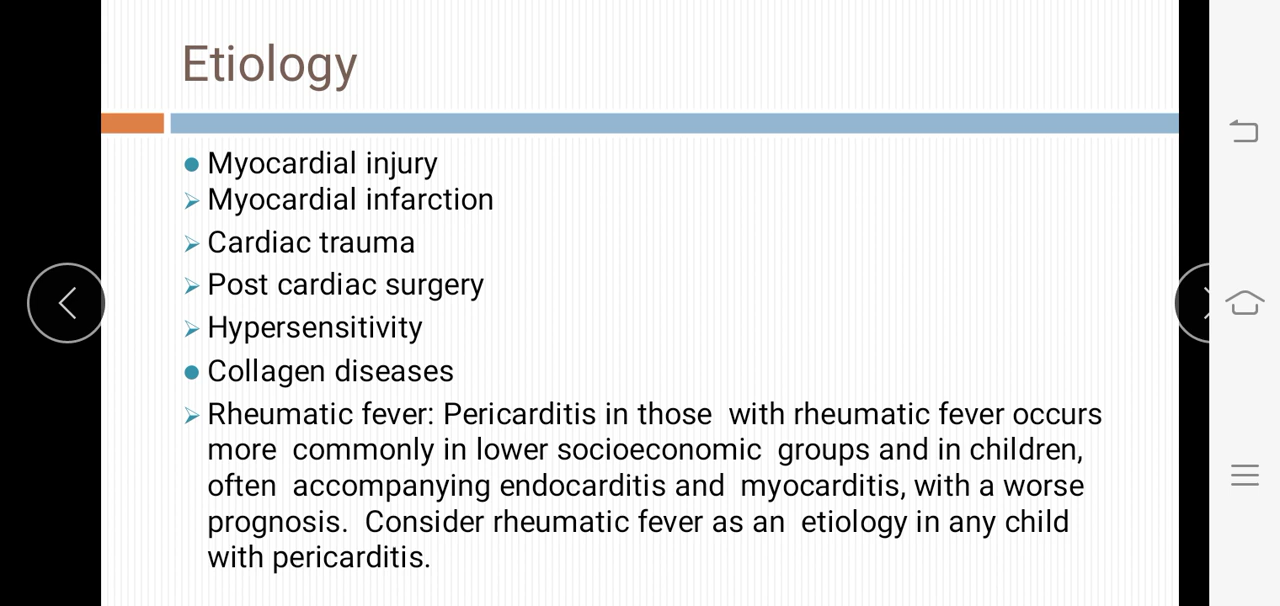 Etiology
Myocardial injury
Myocardial infarction
Cardiac trauma
Post cardiac surgery
Hypersensitivity
Collagen diseases
Rheumatic fever: Pericarditis in those  with rheumatic fever occurs
more  commonly in lower socioeconomic  groups and in children,
often  accompanying endocarditis and  myocarditis, with a worse
prognosis.  Consider rheumatic fever as an  etiology in any child
with pericarditis.